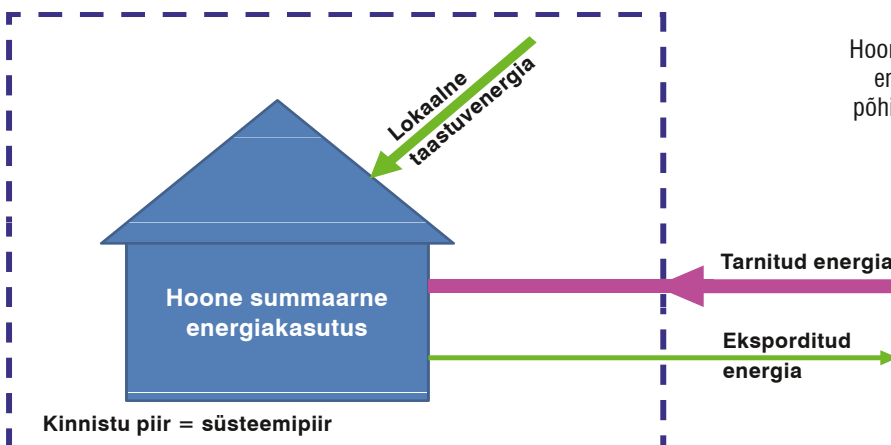 Lokaalne
taastuvenergia
Hoone summaarne
energiakasutus
Kinnistu piir = süsteemipiir
Tarnitud energia
Eksporditud
energia